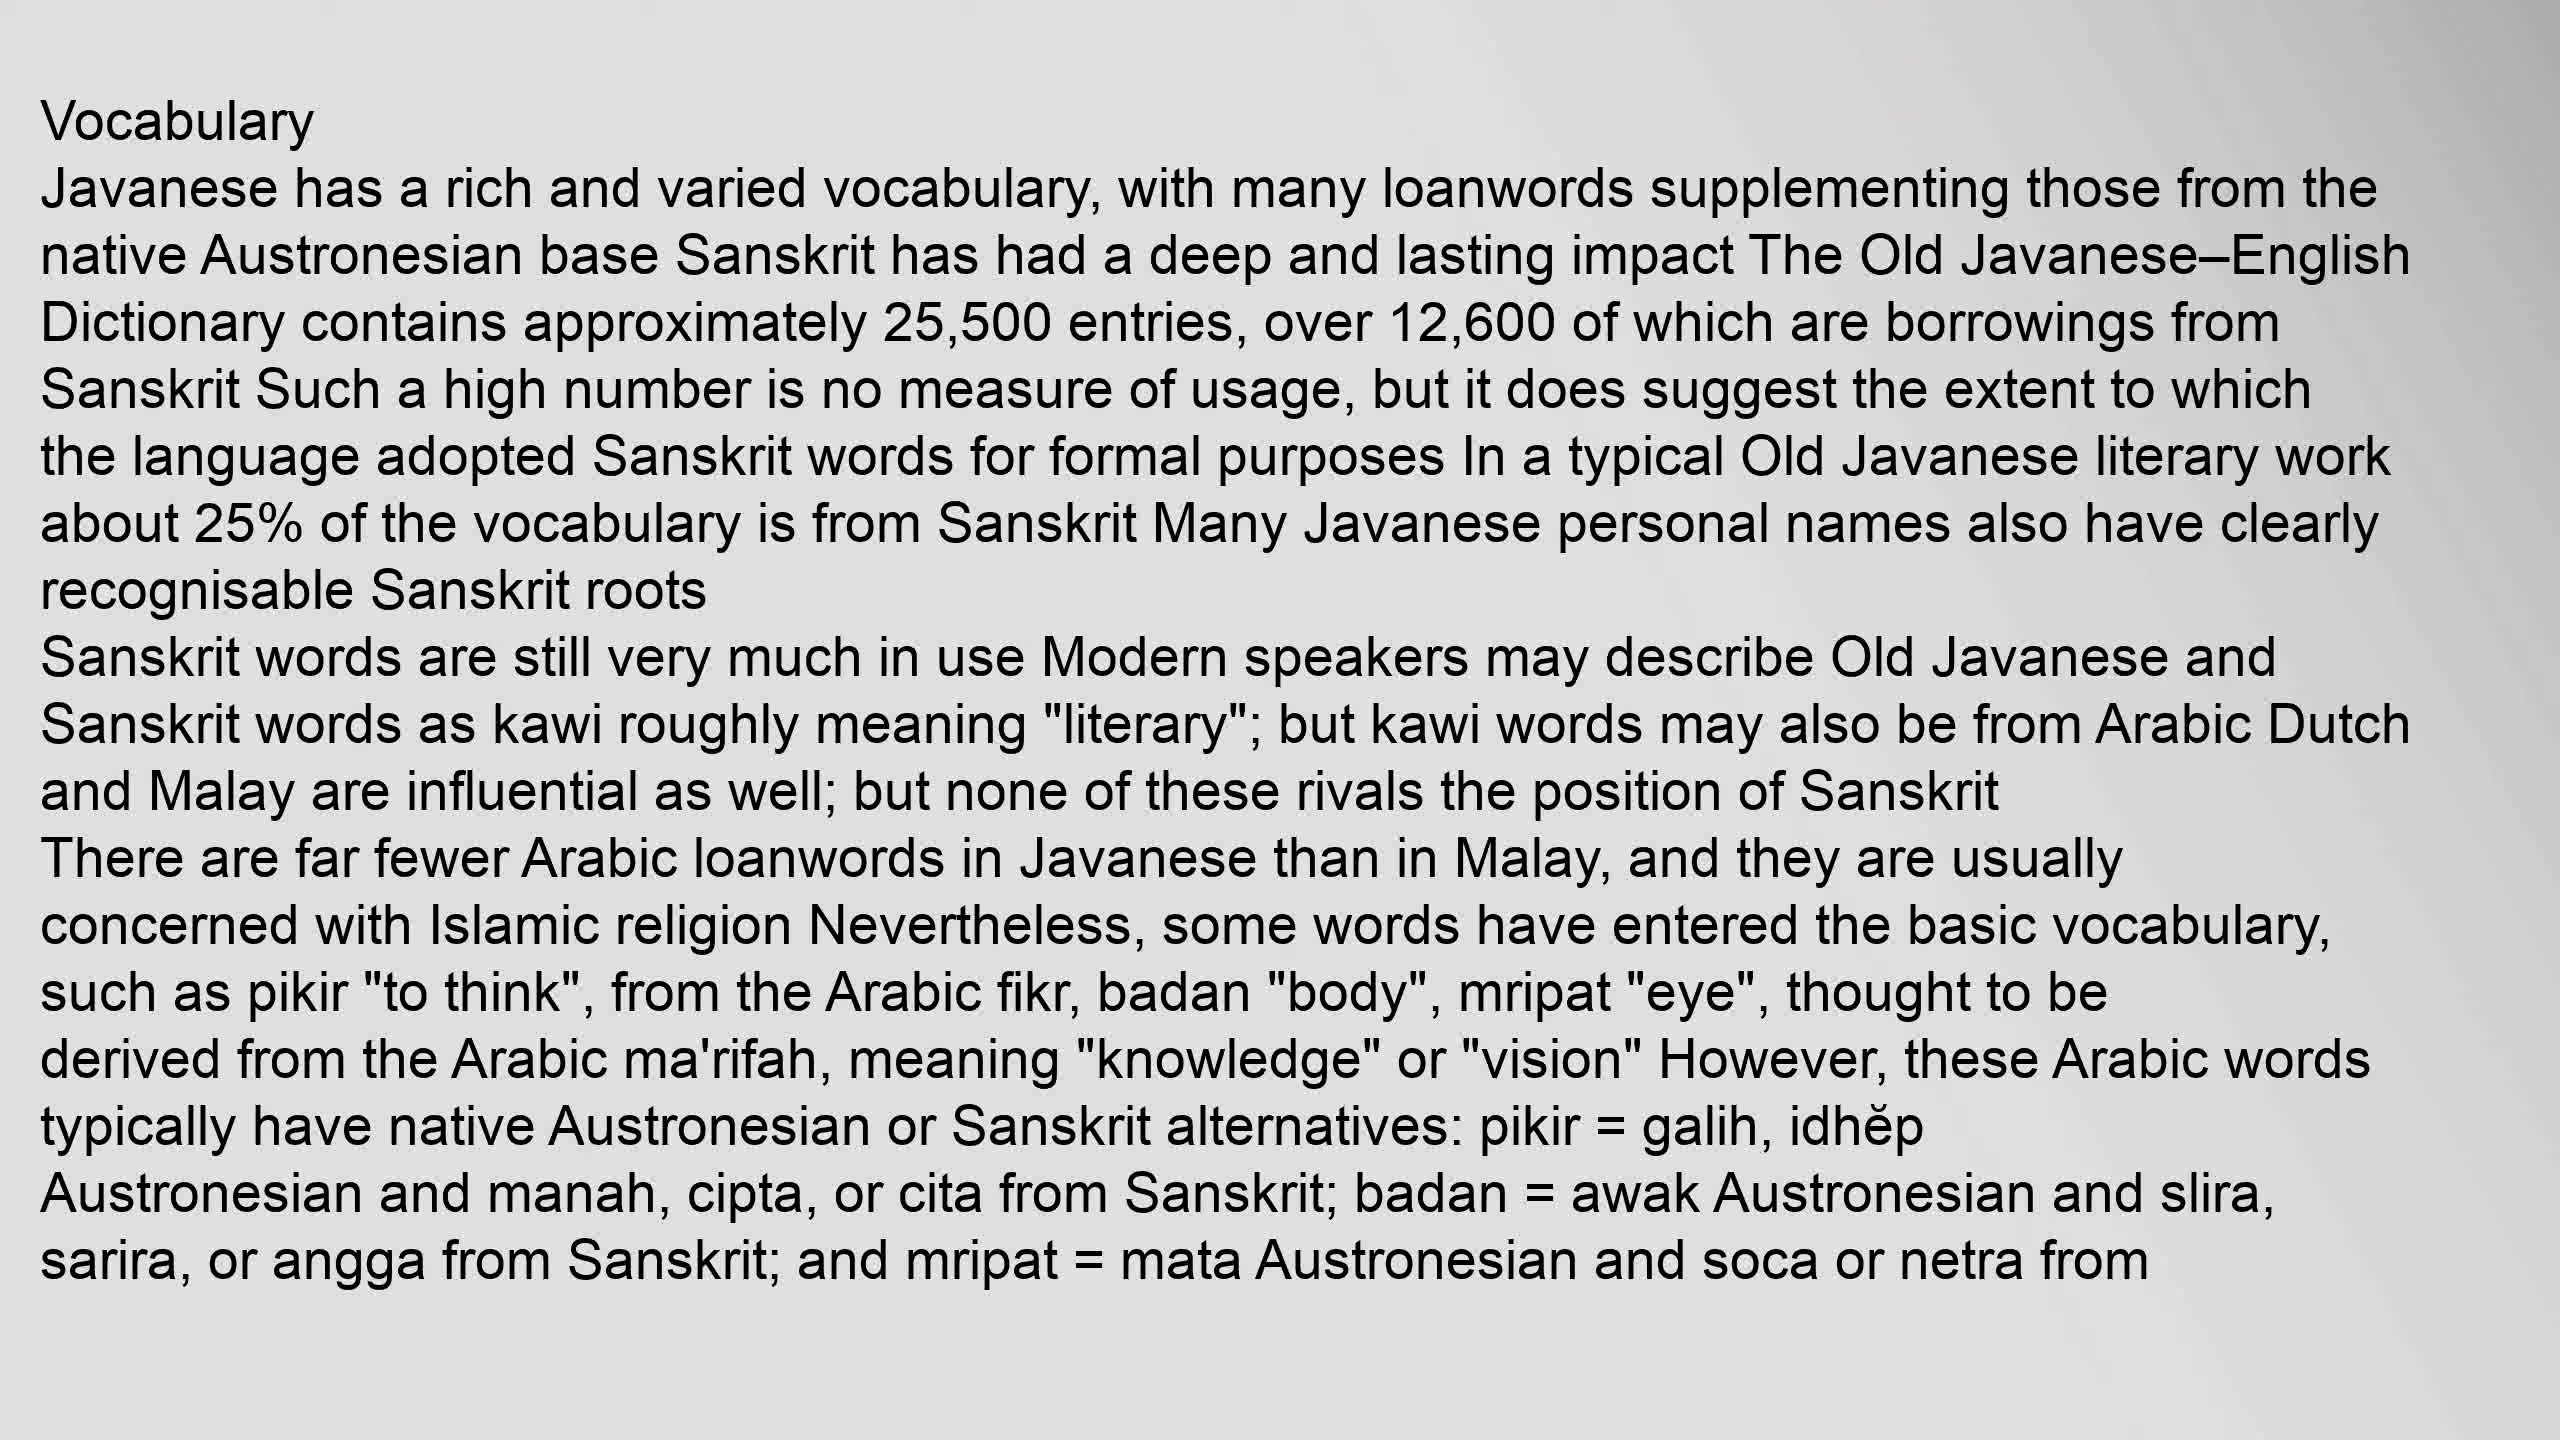 Vocabulary
Javanese has a rich and varied vocabulary, with many loanwords supplementing those from the
native Austronesian base Sanskrit has had a deep and lasting impact The Old Javanese–English
Dictionary contains approximately 25,500 entries, over 12,600 of which are borrowings from
Sanskrit Such a high number is no measure of usage, but it does suggest the extent to which
the language adopted Sanskrit words for formal purposes In a typical Old Javanese literary work
about 25% of the vocabulary is from Sanskrit Many Javanese personal names also have clearly
recognisable Sanskrit roots
Sanskrit words are still very much in use Modern speakers may describe Old Javanese and
Sanskrit words as kawi roughly meaning "literary"; but kawi words may also be from Arabic Dutch
and Malay are influential as well; but none of these rivals the position of Sanskrit
There are far fewer Arabic loanwords in Javanese than in Malay, and they are usually
concerned with Islamic religion Nevertheless, some words have entered the basic vocabulary,
such as pikir "to think", from the Arabic fikr, badan "body", mripat "eye", thought to be
derived from the Arabic ma'rifah, meaning "knowledge" or "vision" However, these Arabic words
typically have native Austronesian or Sanskrit alternatives: pikir = galih, idhĕp
Austronesian and manah, cipta, or cita from Sanskrit; badan = awak Austronesian and slira,
sarira, or angga from Sanskrit; and mripat = mata Austronesian and soca or netra from